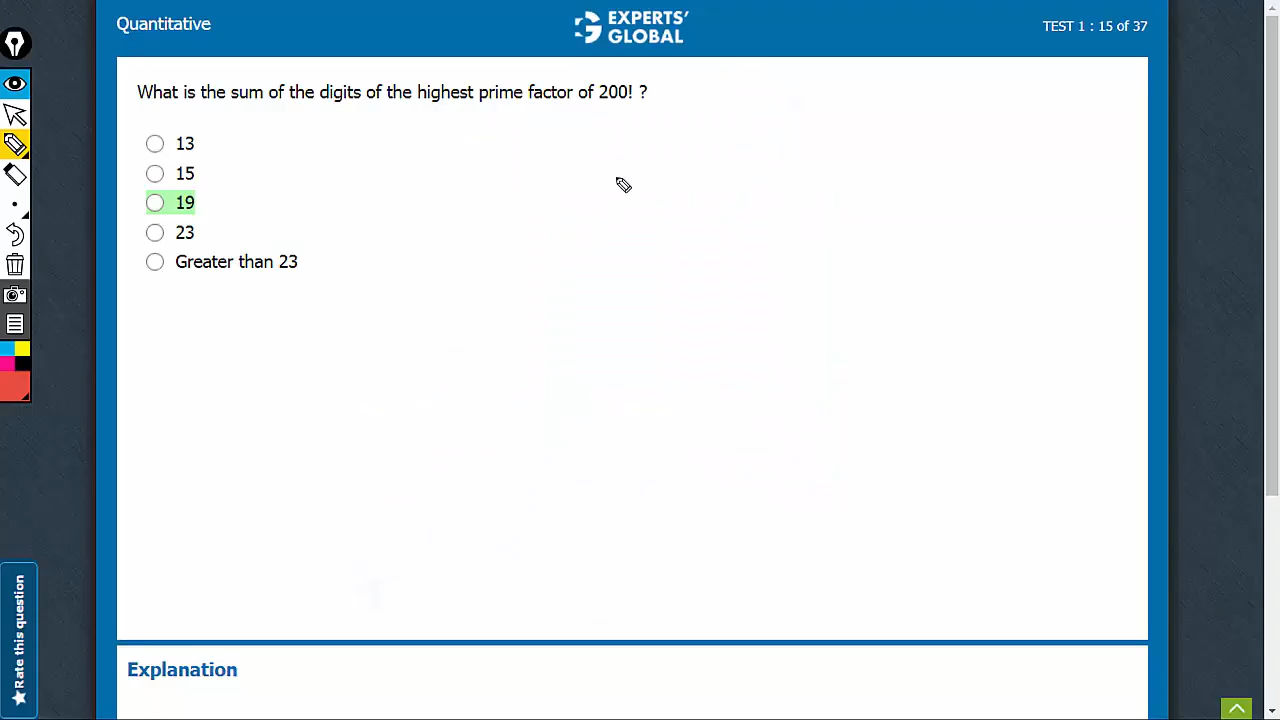 Quantitative
EXPERTS'
GLOBAL
TEST 1 : 15 of 37
What is the sum of the digits of the highest prime factor of 200! ?
13
15
19
23
Greater than 23
Rate this question
Explanation